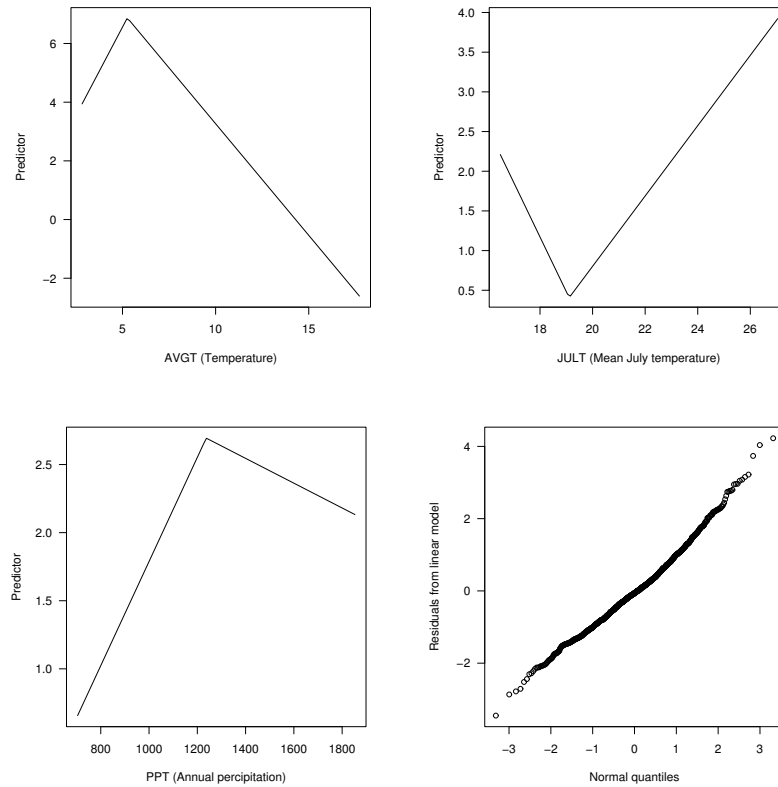 6
4
2
0
−2
Predictor
5 10 15
AVGT (Temperature)
4.0
3.5
3.0
2.5
2.0
1.5
1.0
0.5
Predictor
18 20 22 24 26
JULT (Mean July temperature)
2.5
2.0
1.5
1.0
Predictor
800 1000 1200 1400 1600 1800
PPT (Annual percipitation)
4
2
0
−2
Residuals from linear model
−3 −2 −1 0 1 2 3
Normal quantiles